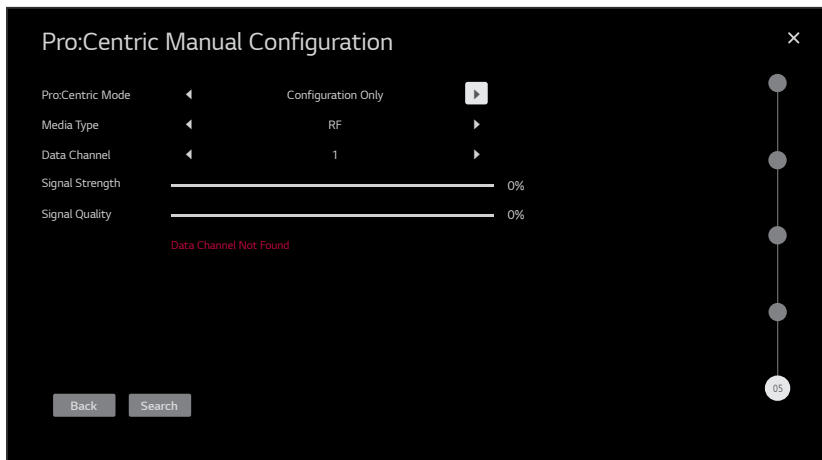 Pro:Centric Manual Configuration
Pro:Centric Mode Configuration Only
Media Type RF
Data Channel 1
Signal Strength 0%
Signal Quality 0%
Data Channel Not Found
05
Back Search